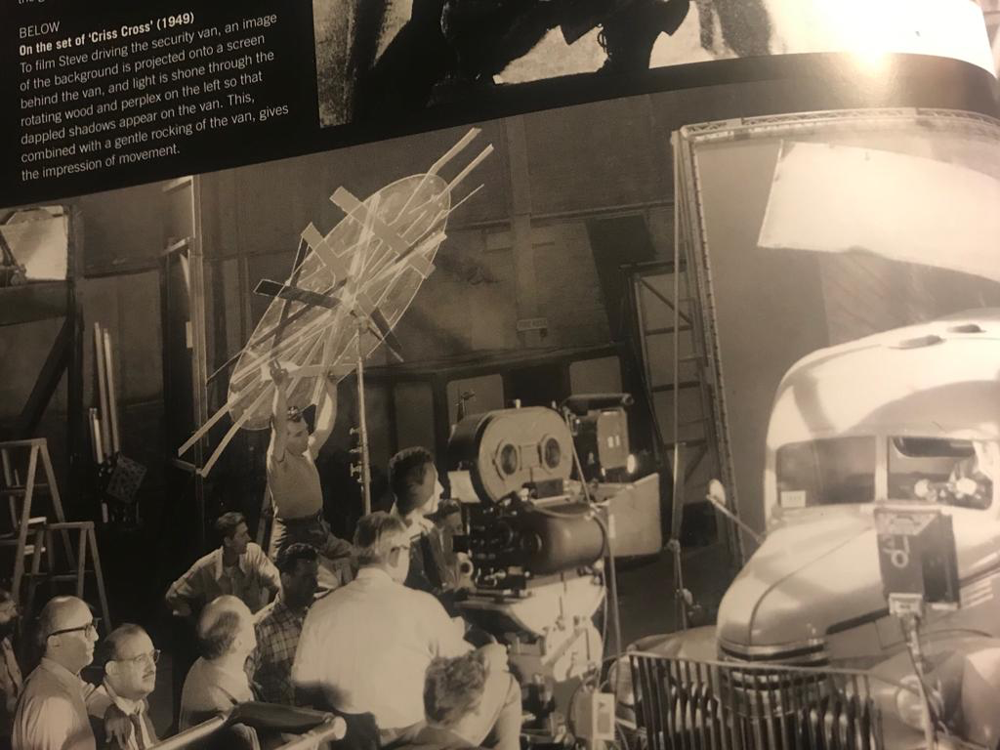 BELOW
On the set of 'Criss Cross' (1949)
To film Steve driving the security van, an image
of the background is projected onto a screen
behind the van, and light is shone through the
rotating wood and perplex on the left so that
dappled shadows appear on the van. This,
combined with a gentle rocking of the van, gives
the impression of movement.